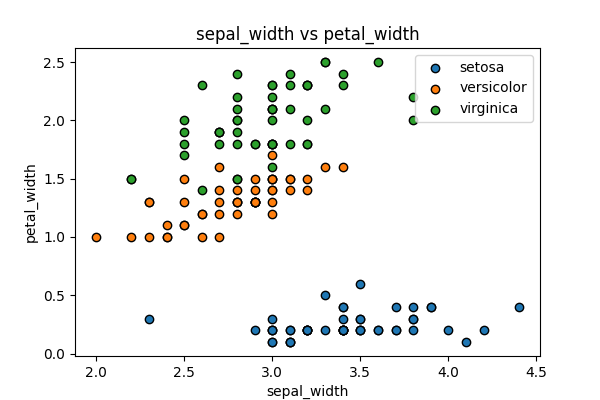 sepal_width vs petal_width
setosa
versicolor
virginica
petal_width
2.5
2.0
1.5
1.0
0.5
0.0
2.0 2.5 3.0 3.5 4.0 4.5
sepal_width